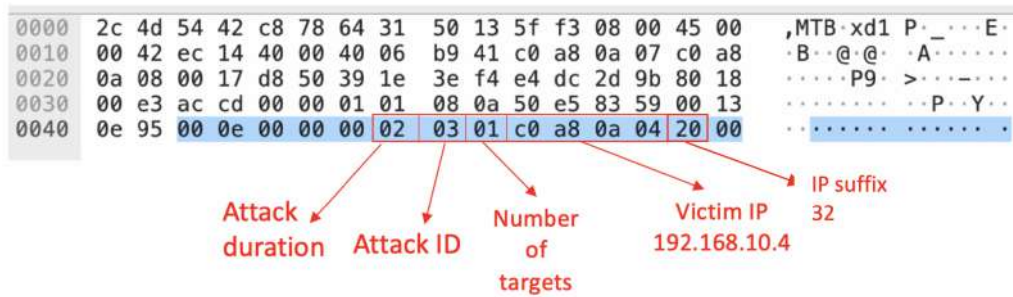 0000 2c 4d 54 42 c8 78 64 31 50 13 5f f3 08 00 45 00 ,MTB·xd1 P·_···E·
0010 00 42 ec 14 40 00 40 06 b9 41 c0 a8 0a 07 c0 a8 ·B··@·@· ·A······
0020 0a 08 00 17 d8 50 39 1e 3e f4 e4 dc 2d 9b 80 18 ·····P9· >···-···
0030 00 e3 ac cd 00 00 01 01 08 0a 50 e5 83 59 00 13 ········ ··P··Y··
0040 0e 95 00 0e 00 00 00 02 03 01 c0 a8 0a 04 20 00 ········ ······ ·
Attack duration
Attack ID
Number
of
targets
Victim IP
192.168.10.4
IP suffix
32